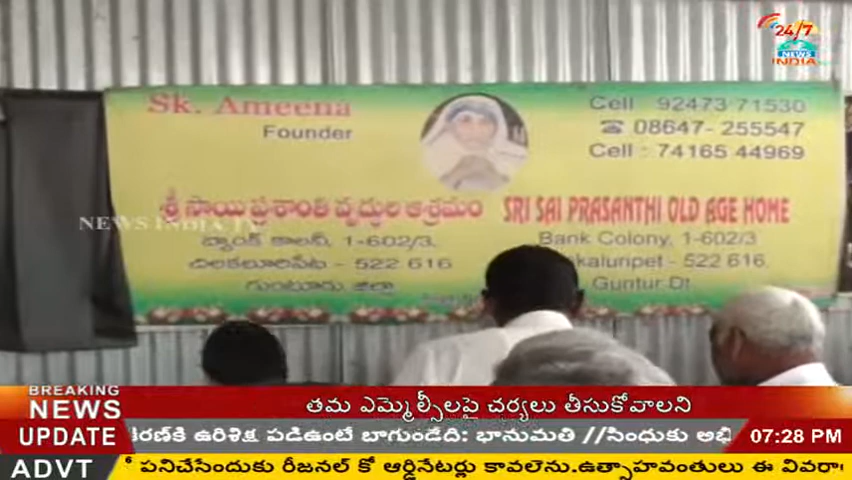 24/7
NEWS
INDIA
Sk. Ameena
Founder
Cell 92473 71530
☎ 08647- 255547
Cell : 74165 44969
శ్రీ సాయి ప్రశాంతి వృద్ధుల ఆశ్రమం
SRI SAI PRASANTHI OLD AGE HOME
NEWS INDIA
బ్యాంక్ కాలనీ, 1-602/3,
చిలకలూరిపేట - 522 616
గుంటూరు జిల్లా
Bank Colony, 1-602/3
- 522 616.
Guntur-Dt
BREAKING
NEWS
UPDATE
తమ ఎమ్మెల్సీలపై చర్యలు తీసుకోవాలని
కిరణ్‌కి ఉరిశిక్ష పడిఉంటే బాగుండేది: భానుమతి //సింధుకు అభి
07:28 PM
ADVT
పనిచేసేందుకు రీజనల్ కో ఆర్డినేటర్లు కావలెను.ఉత్సాహవంతులు ఈ వివరా